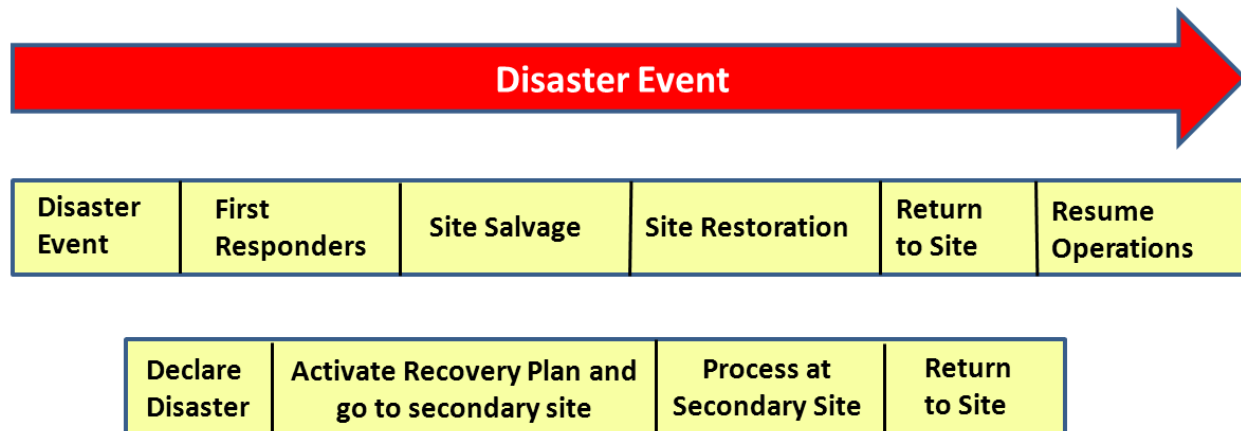 Disaster Event
Disaster
Event
First
Responders
Site Salvage
Site Restoration
Return
to Site
Resume
Operations
Declare
Disaster
Activate Recovery Plan and
go to secondary site
Process at
Secondary Site
Return
to Site